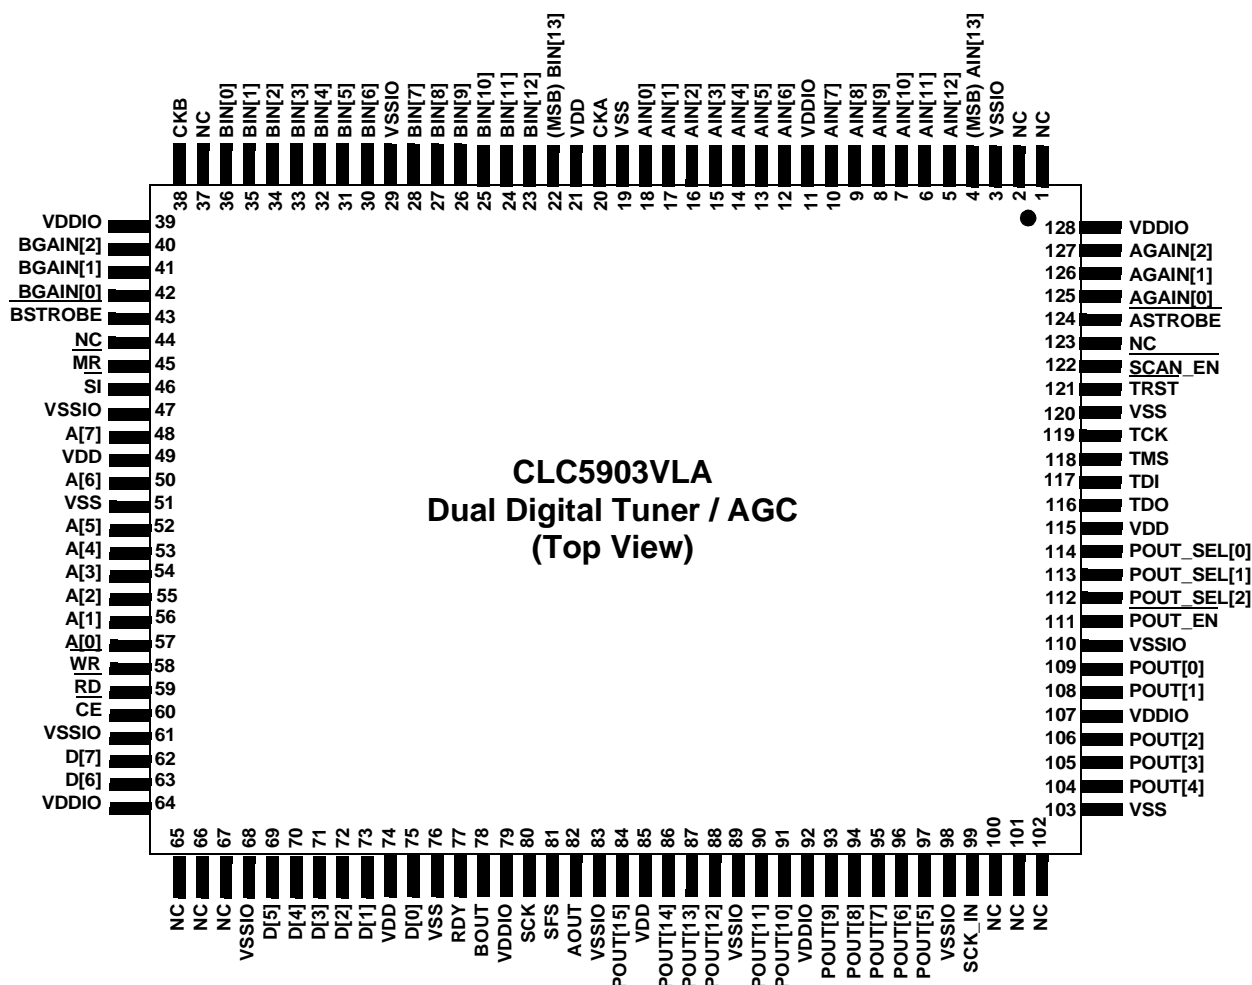 CKB
NC
BIN[0]
BIN[1]
BIN[2]
BIN[3]
BIN[4]
BIN[5]
BIN[6]
VSSIO
BIN[7]
BIN[8]
BIN[9]
BIN[10]
BIN[11]
BIN[12]
(MSB) BIN[13]
VDD
CKA
VSS
AIN[0]
AIN[1]
AIN[2]
AIN[3]
AIN[4]
AIN[5]
AIN[6]
VDDIO
AIN[7]
AIN[8]
AIN[9]
AIN[10]
AIN[11]
AIN[12]
(MSB) AIN[13]
VSSIO
NC
NC
38 37 36 35 34 33 32 31 30 29 28 27 26 25 24 23 22 21 20 19 18 17 16 15 14 13 12 11 10 9 8 7 6 5 4 3 2 1
VDDIO 39
BGAIN[2] 40
BGAIN[1] 41
BGAIN[0] 42
BSTROBE 43
NC 44
MR 45
SI 46
VSSIO 47
A[7] 48
VDD 49
A[6] 50
VSS 51
A[5] 52
A[4] 53
A[3] 54
A[2] 55
A[1] 56
A[0] 57
WR 58
RD 59
CE 60
VSSIO 61
D[7] 62
D[6] 63
VDDIO 64
CLC5903VLA
Dual Digital Tuner / AGC
(Top View)
128 VDDIO
127 AGAIN[2]
126 AGAIN[1]
125 AGAIN[0]
124 ASTROBE
123 NC
122 SCAN_EN
121 TRST
120 VSS
119 TCK
118 TMS
117 TDI
116 TDO
115 VDD
114 POUT_SEL[0]
113 POUT_SEL[1]
112 POUT_SEL[2]
111 POUT_EN
110 VSSIO
109 POUT[0]
108 POUT[1]
107 VDDIO
106 POUT[2]
105 POUT[3]
104 POUT[4]
103 VSS
65 66 67 68 69 70 71 72 73 74 75 76 77 78 79 80 81 82 83 84 85 86 87 88 89 90 91 92 93 94 95 96 97 98 99 100 101 102
NC
NC
NC
VSSIO
D[5]
D[4]
D[3]
D[2]
D[1]
VDD
D[0]
VSS
RDY
BOUT
VDDIO
SCK
SFS
AOUT
VSSIO
POUT[15]
VDD
POUT[14]
POUT[13]
POUT[12]
VSSIO
POUT[11]
POUT[10]
VDDIO
POUT[9]
POUT[8]
POUT[7]
POUT[6]
POUT[5]
VSSIO
SCK_IN
NC
NC
NC